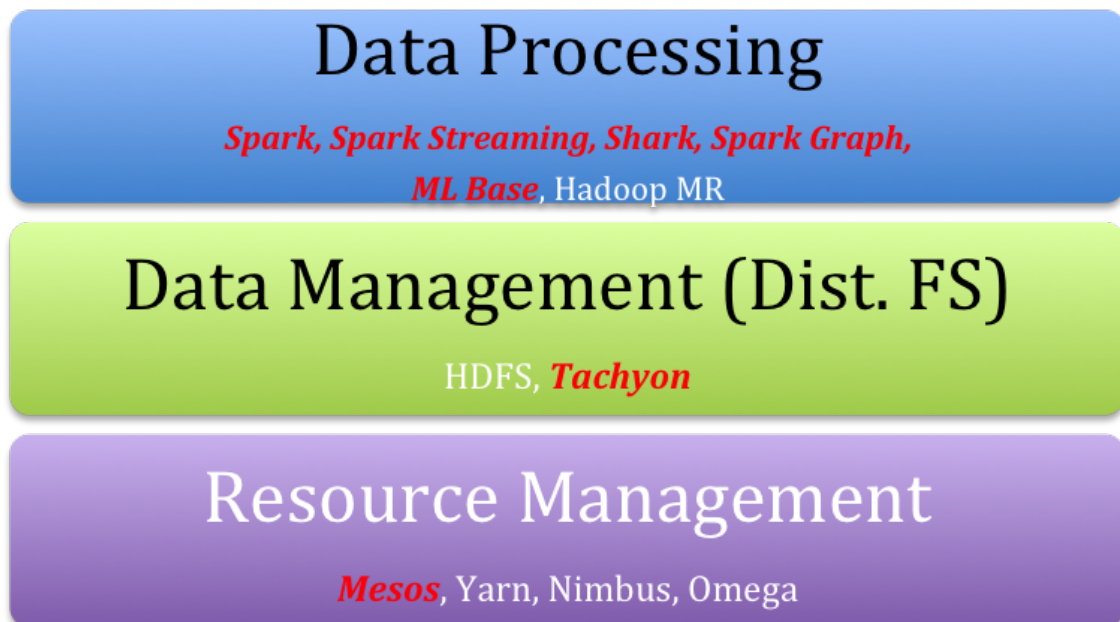 Data Processing
Spark, Spark Streaming, Shark, Spark Graph,
ML Base, Hadoop MR
Data Management (Dist. FS)
HDFS, Tachyon
Resource Management
Mesos, Yarn, Nimbus, Omega